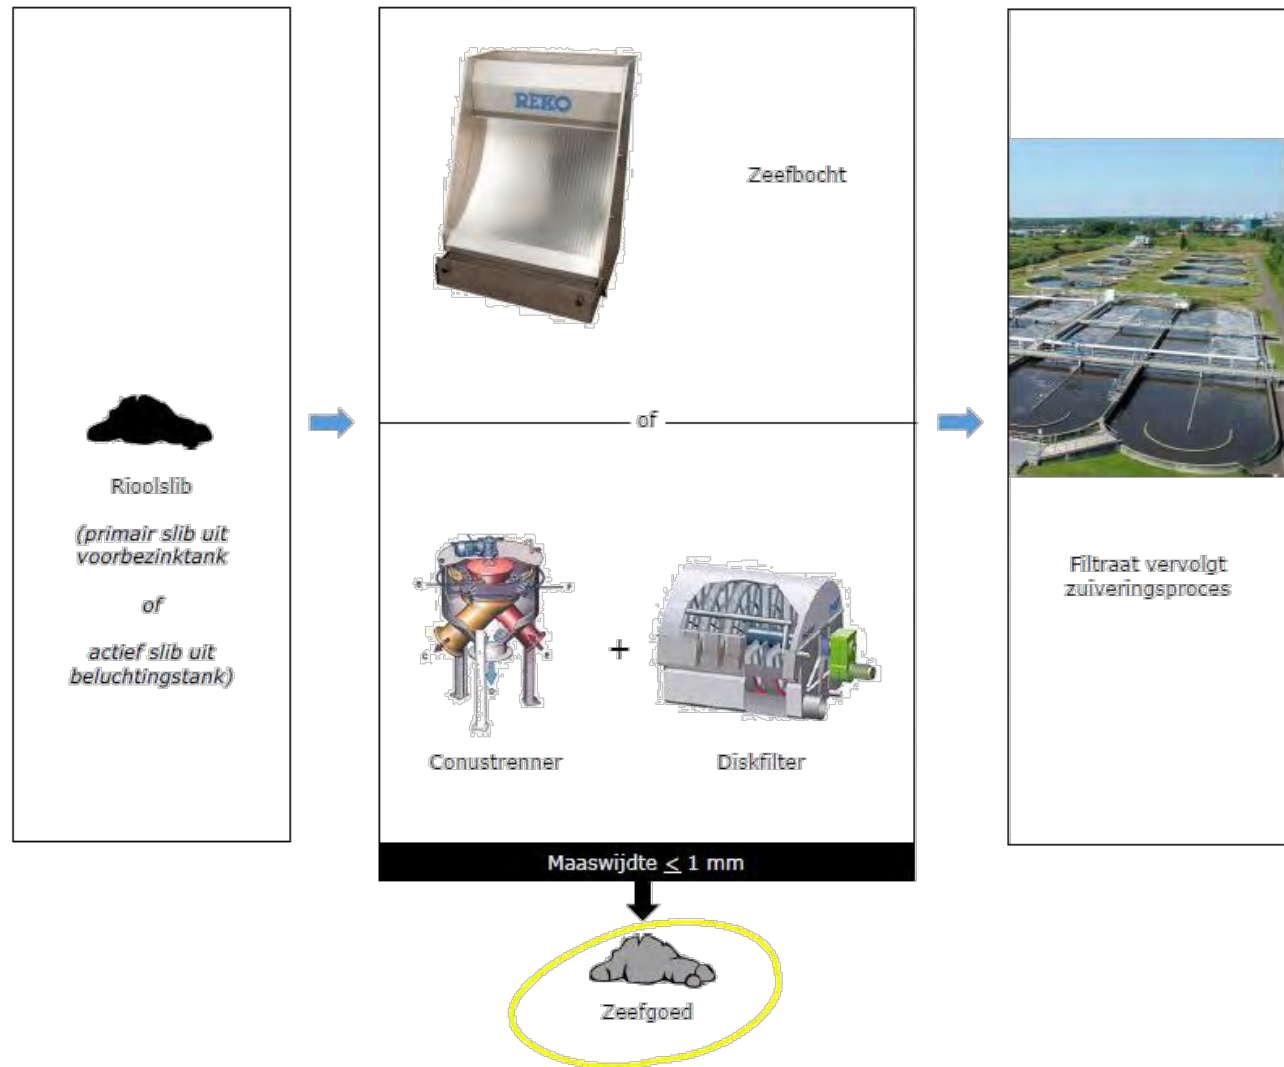 REKO
Zeefbocht
of
Rioolslib
(primair slib uit
voorbezinktank
of
actief slib uit
beluchtingstank)
+
Conustrenner
Diskfilter
Filtraat vervolgt
zuiveringsproces
Maaswijdte < 1 mm
Zeefgoed